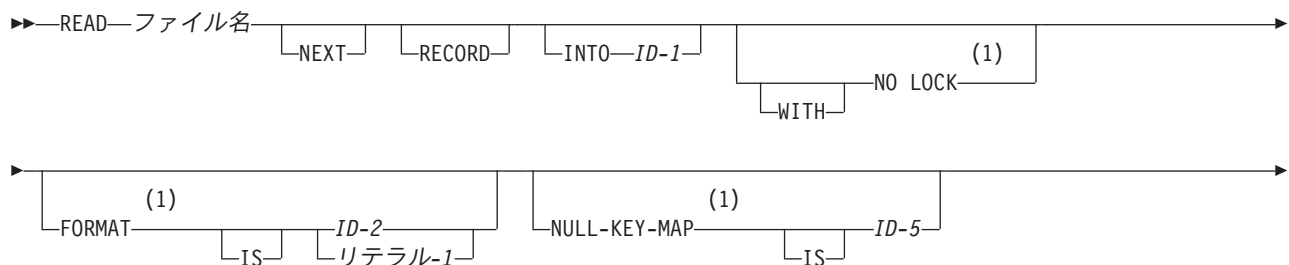 READ ファイル名 NEXT RECORD INTO ID-1 WITH NO LOCK (1)
FORMAT (1) IS ID-2 リテラル-1 NULL-KEY-MAP (1) IS ID-5